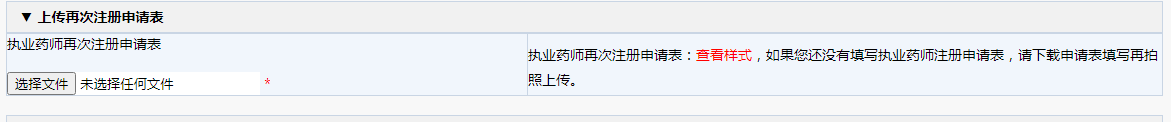 ▼ 上传再次注册申请表
执业药师再次注册申请表
选择文件 未选择任何文件 *
执业药师再次注册申请表：查看样式，如果您还没有填写执业药师注册申请表，请下载申请表填写再拍
照上传。